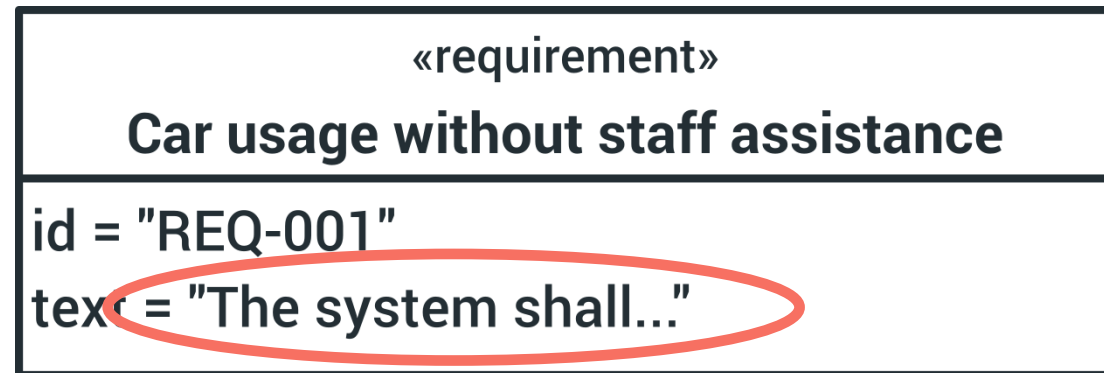 «requirement»
Car usage without staff assistance
id = "REQ-001"
text = "The system shall..."